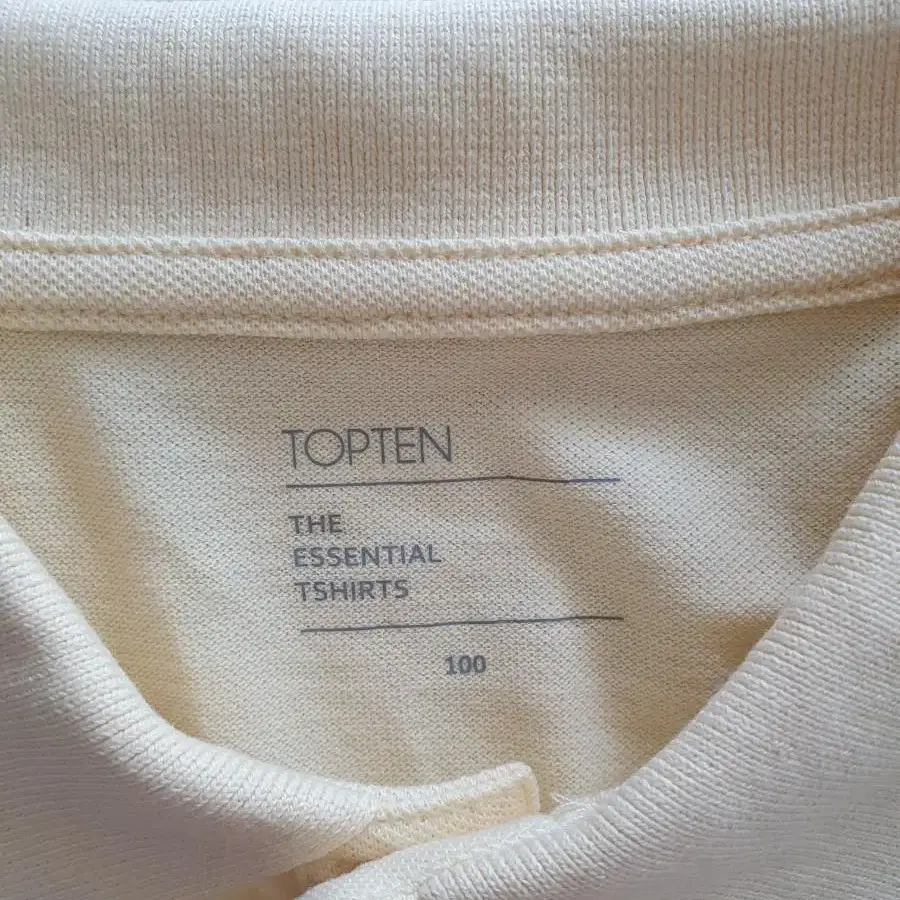 TOPTEN
THE
ESSENTIAL
TSHIRTS
100